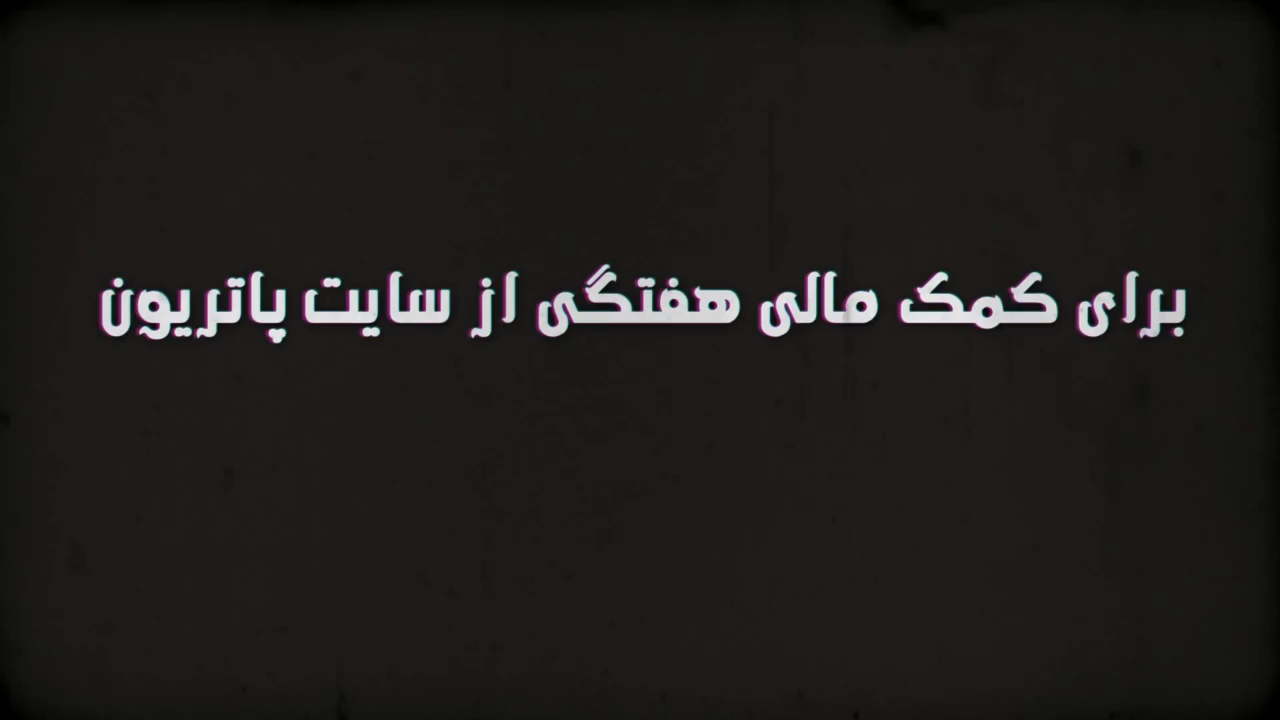 برای کمک مالی هفتگی از سایت پاتریون